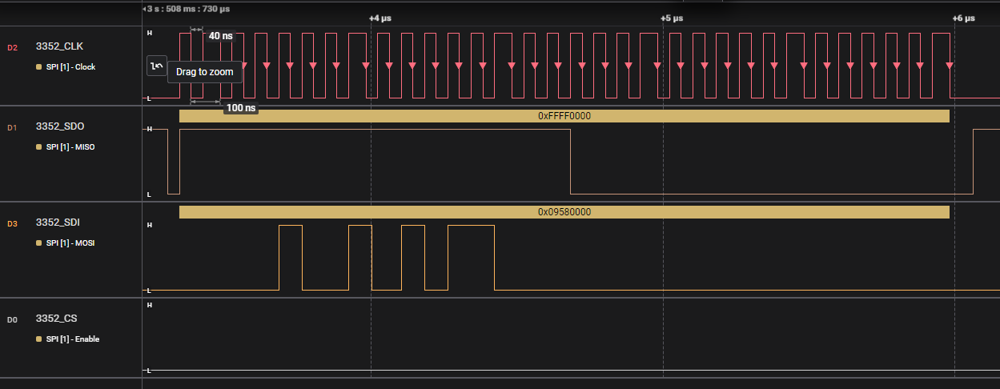 3 s : 508 ms : 730 µs
+4 µs
+5 µs
+6 µs
D2
3352_CLK
SPI [1] - Clock
H
L
40 ns
Drag to zoom
100 ns
D1
3352_SDO
SPI [1] - MISO
H
L
0xFFFF0000
D3
3352_SDI
SPI [1] - MOSI
H
L
0x09580000
D0
3352_CS
SPI [1] - Enable
H
L